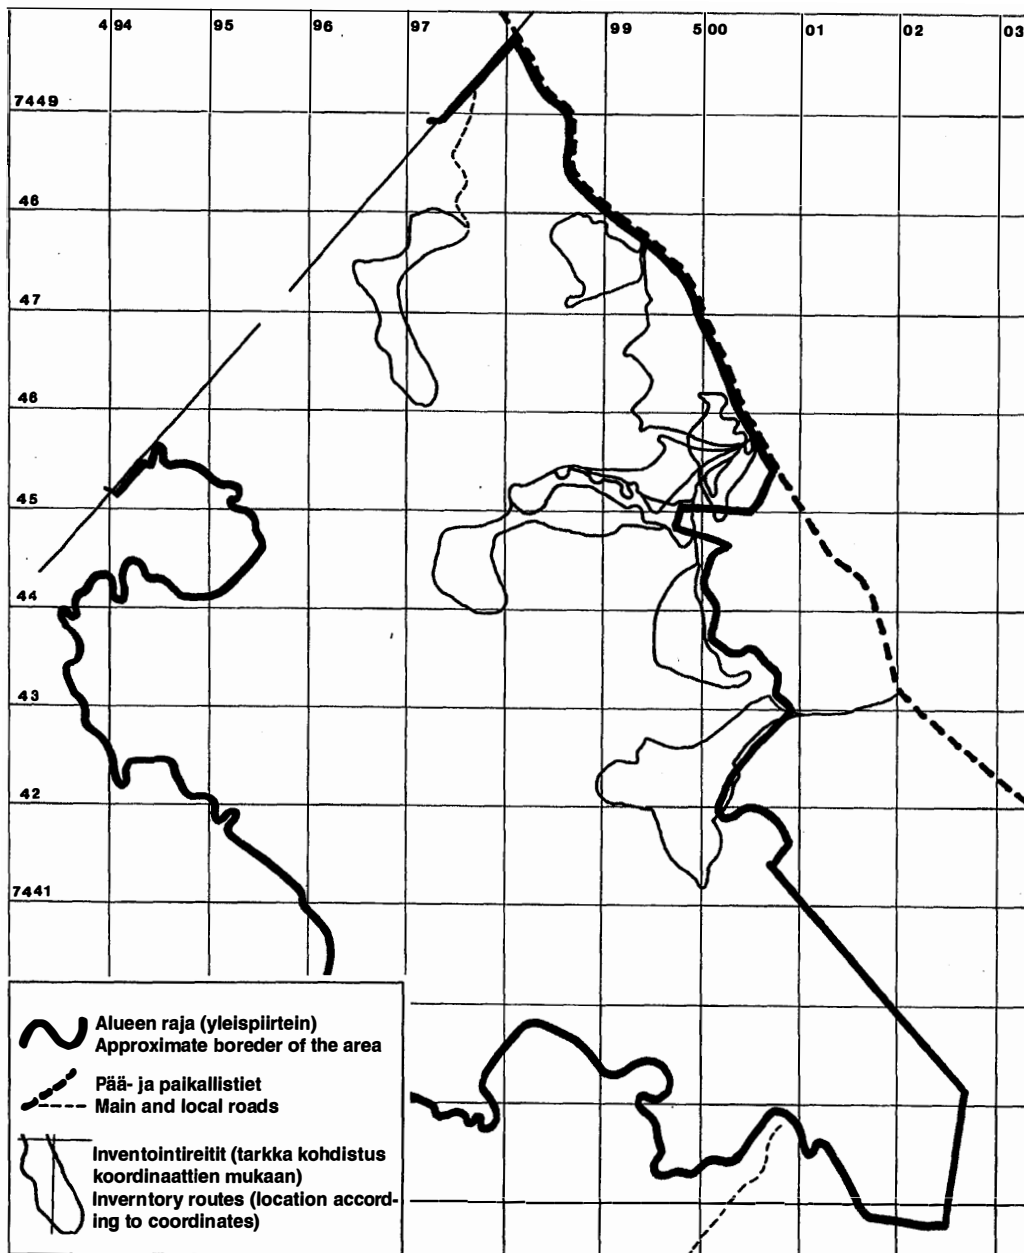 4 94
95
96
97
99
5 00
01
02
03
7449
46
47
46
45
44
43
42
7441
Alueen raja (yleispiirtein)
Approximate boreder of the area
Pää- ja paikallistiet
Main and local roads
Inventointireitit (tarkka kohdistus
koordinaattien mukaan)
Inverntory routes (location accord-
ing to coordinates)